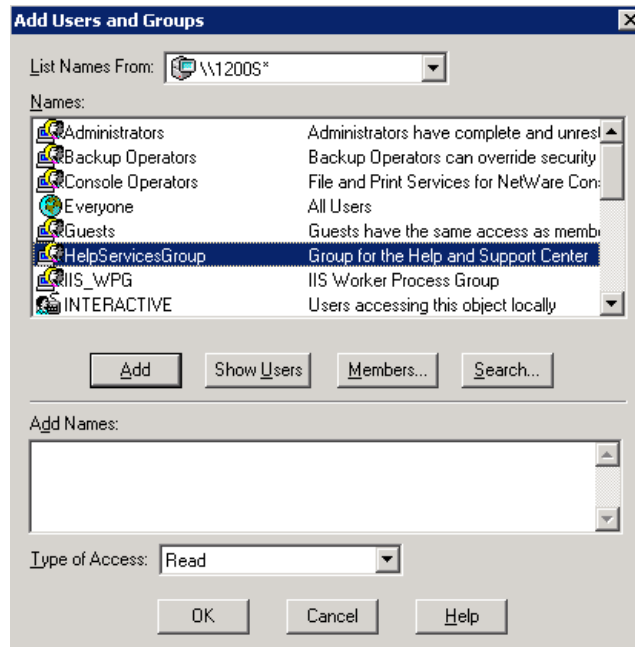 Add Users and Groups
List Names From: \\1200S*
Names:
Administrators Administrators have complete and unrest
Backup Operators Backup Operators can override security
Console Operators File and Print Services for NetWare Con
Everyone All Users
Guests Guests have the same access as memb
HelpServicesGroup Group for the Help and Support Center
IIS_WPG IIS Worker Process Group
INTERACTIVE Users accessing this object locally
Add Show Users Members... Search...
Add Names:
Type of Access: Read
OK Cancel Help